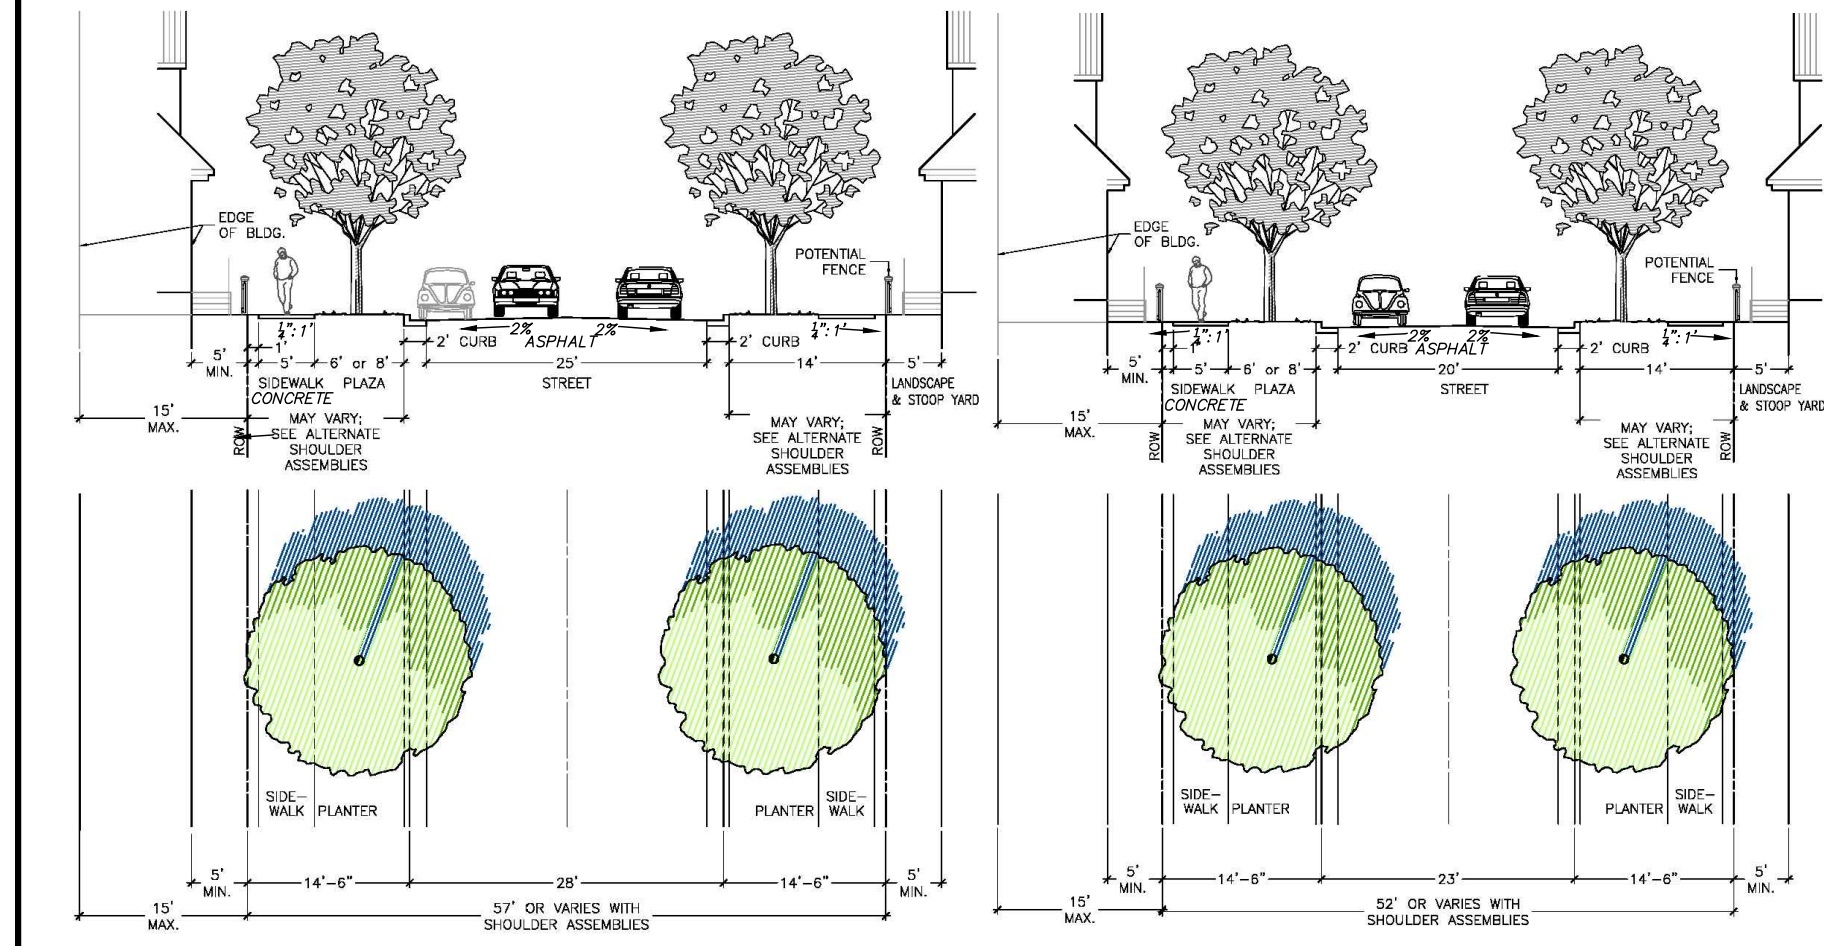 EDGE
OF BLDG.
POTENTIAL
FENCE
1/4":1'
2%
2%
1/4":1'
1'
2' CURB
ASPHALT
2' CURB
5'
MIN.
5'
6' or 8'
25'
14'
5'
SIDEWALK
PLAZA
STREET
LANDSCAPE
& STOOP YARD
CONCRETE
15'
MAX.
MAY VARY;
SEE ALTERNATE
SHOULDER
ASSEMBLIES
MAY VARY;
SEE ALTERNATE
SHOULDER
ASSEMBLIES
ROW
ROW
SIDE-
WALK
PLANTER
PLANTER
SIDE-
WALK
5'
MIN.
14'-6"
28'
14'-6"
5'
MIN.
15'
MAX.
57' OR VARIES WITH
SHOULDER ASSEMBLIES
EDGE
OF BLDG.
POTENTIAL
FENCE
1/4":1'
2%
2%
1/4":1'
1'
2' CURB
ASPHALT
2' CURB
5'
MIN.
5'
6' or 8'
20'
14'
5'
SIDEWALK
PLAZA
STREET
LANDSCAPE
& STOOP YARD
CONCRETE
15'
MAX.
MAY VARY;
SEE ALTERNATE
SHOULDER
ASSEMBLIES
MAY VARY;
SEE ALTERNATE
SHOULDER
ASSEMBLIES
ROW
ROW
SIDE-
WALK
PLANTER
PLANTER
SIDE-
WALK
5'
MIN.
14'-6"
23'
14'-6"
5'
MIN.
15'
MAX.
52' OR VARIES WITH
SHOULDER ASSEMBLIES